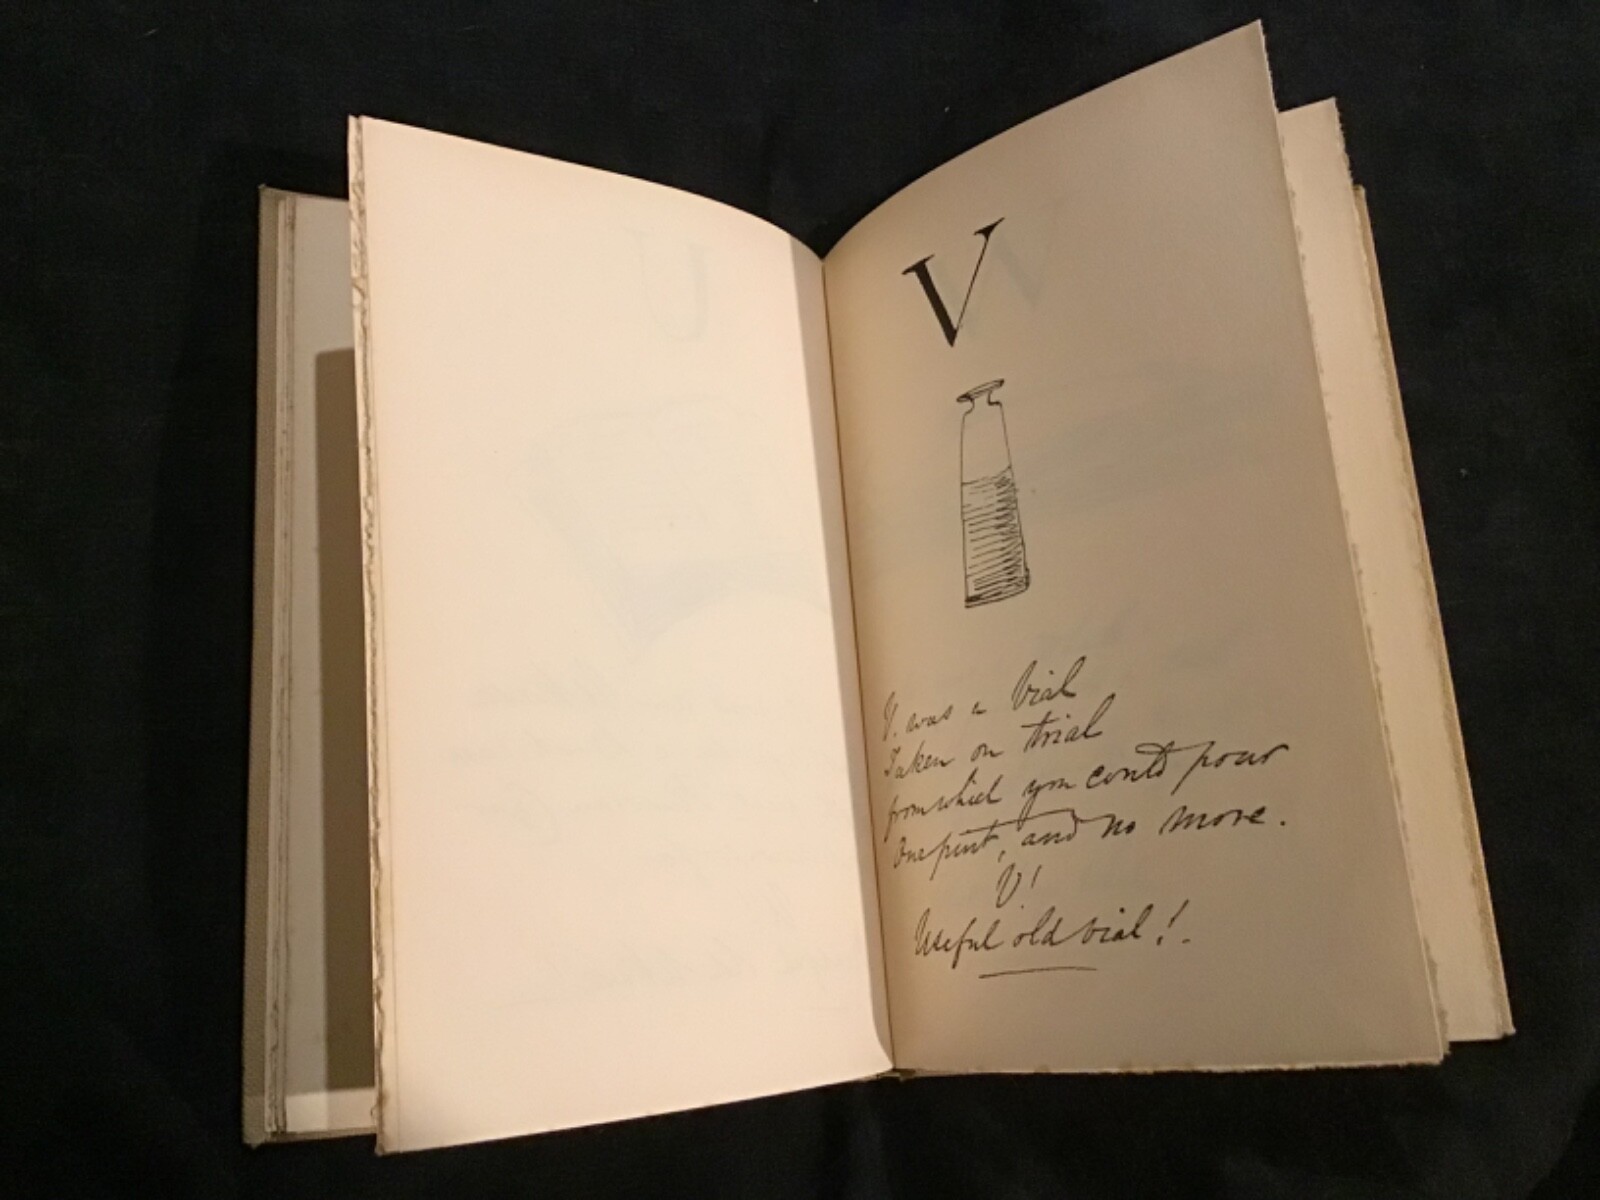 V
V. was a Vial
Taken on trial
from which you could pour
One pint, and no more.
V!
Useful old vial!.